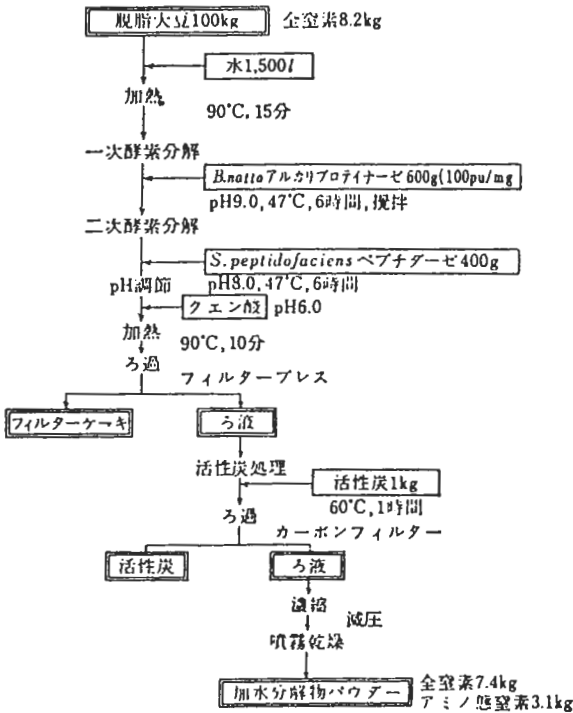 脱脂大豆100kg 全窒素8.2kg
水1,500l
加熱
90℃, 15分
一次酵素分解
B.nattoアルカリプロテイナーゼ600g(100pu/mg
pH9.0, 47℃, 6時間, 攪拌
二次酵素分解
S.peptidofaciensペプチダーゼ400g
pH調節 pH8.0, 47℃, 6時間
クエン酸 pH6.0
加熱
90℃, 10分
ろ過
フィルタープレス
フィルターケーキ ろ液
活性炭処理
活性炭1kg
60℃, 1時間
ろ過
カーボンフィルター
活性炭 ろ液
濃縮
減圧
噴霧乾燥
加水分解物パウダー 全窒素7.4kg
アミノ態窒素3.1kg